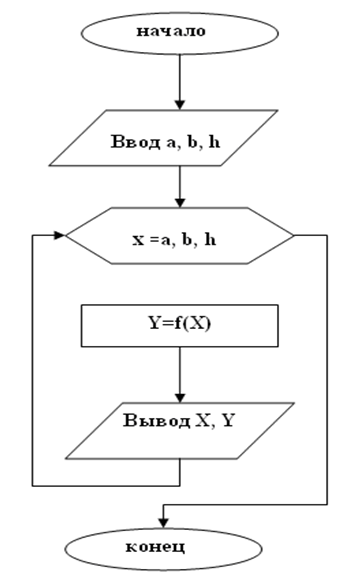 начало
Ввод a, b, h
x =a, b, h
Y=f(X)
Вывод X, Y
конец